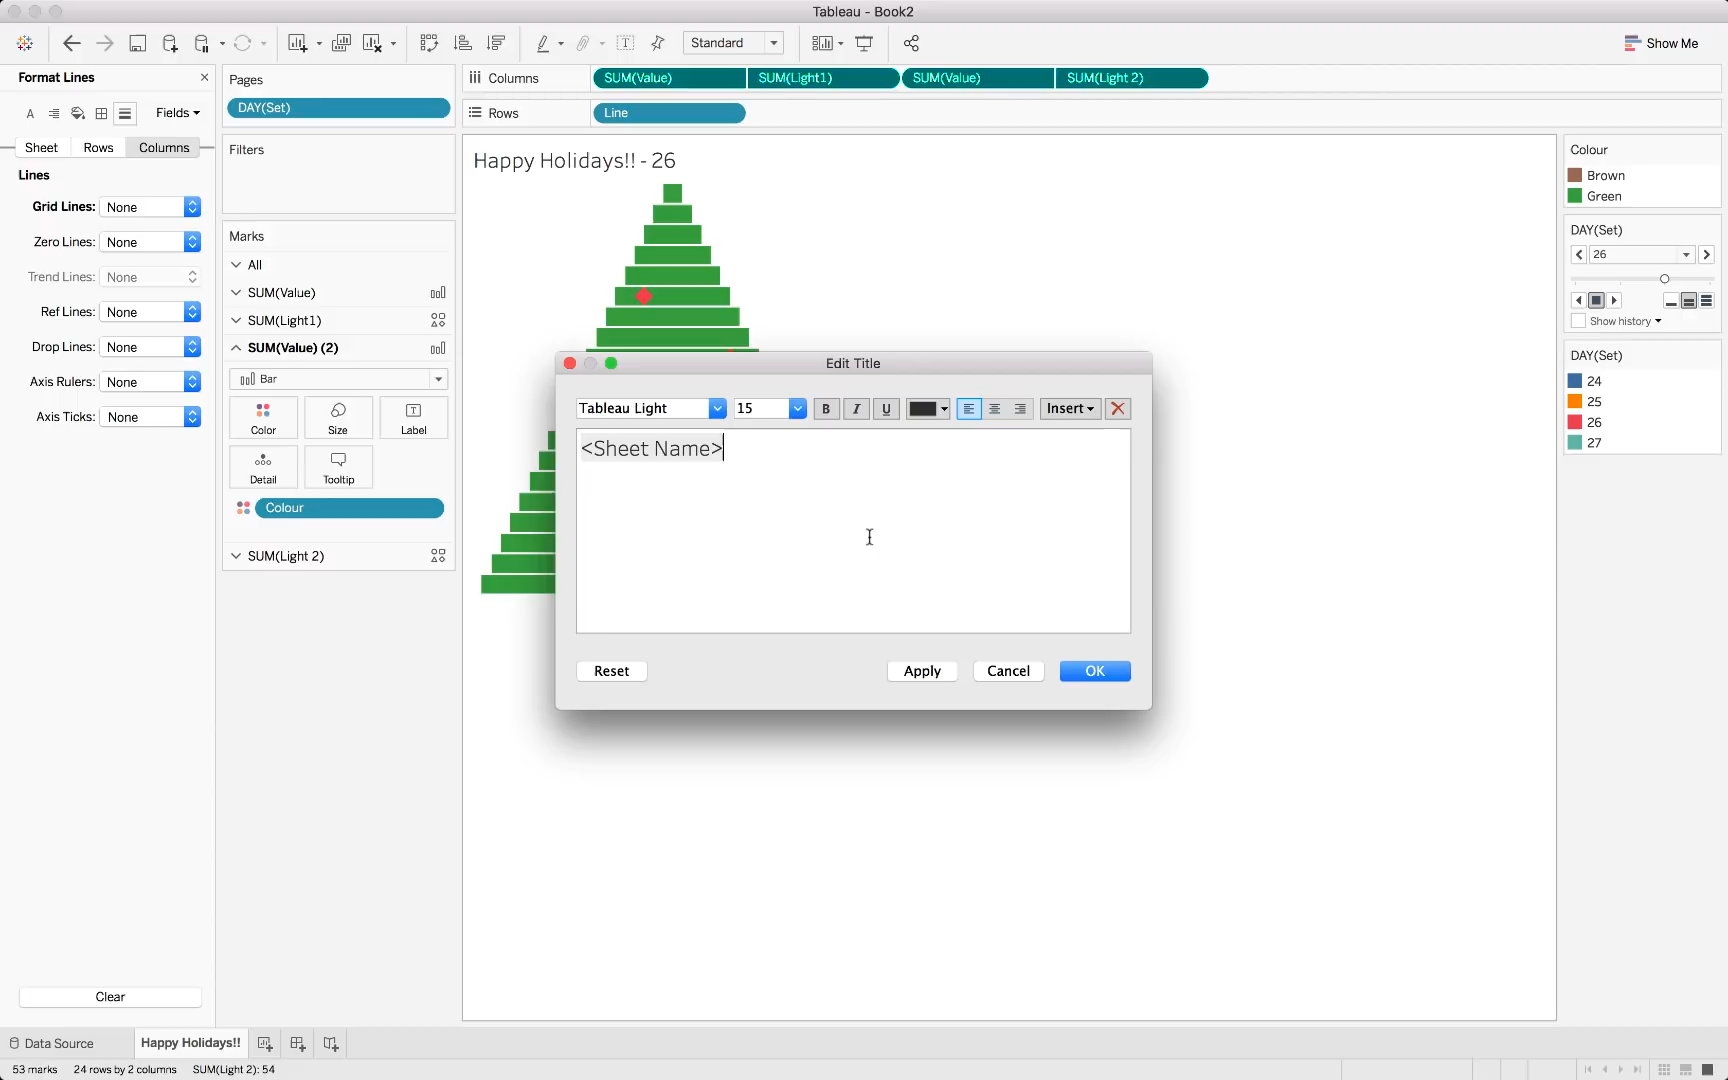 Tableau - Book2
Standard
Show Me
Format Lines
Fields
Sheet Rows Columns
Lines
Grid Lines: None
Zero Lines: None
Trend Lines: None
Ref Lines: None
Drop Lines: None
Axis Rulers: None
Axis Ticks: None
Clear
Pages
DAY(Set)
Filters
Marks
All
SUM(Value)
SUM(Light1)
SUM(Value) (2)
Bar
Color Size Label
Detail Tooltip
Colour
SUM(Light 2)
Columns SUM(Value) SUM(Light1) SUM(Value) SUM(Light 2)
Rows Line
Happy Holidays!! - 26
Edit Title
Tableau Light 15 B I U Insert
<Sheet Name>
Reset Apply Cancel OK
Colour
Brown
Green
DAY(Set)
26
Show history
DAY(Set)
24
25
26
27
Data Source Happy Holidays!!
53 marks 24 rows by 2 columns SUM(Light 2): 54